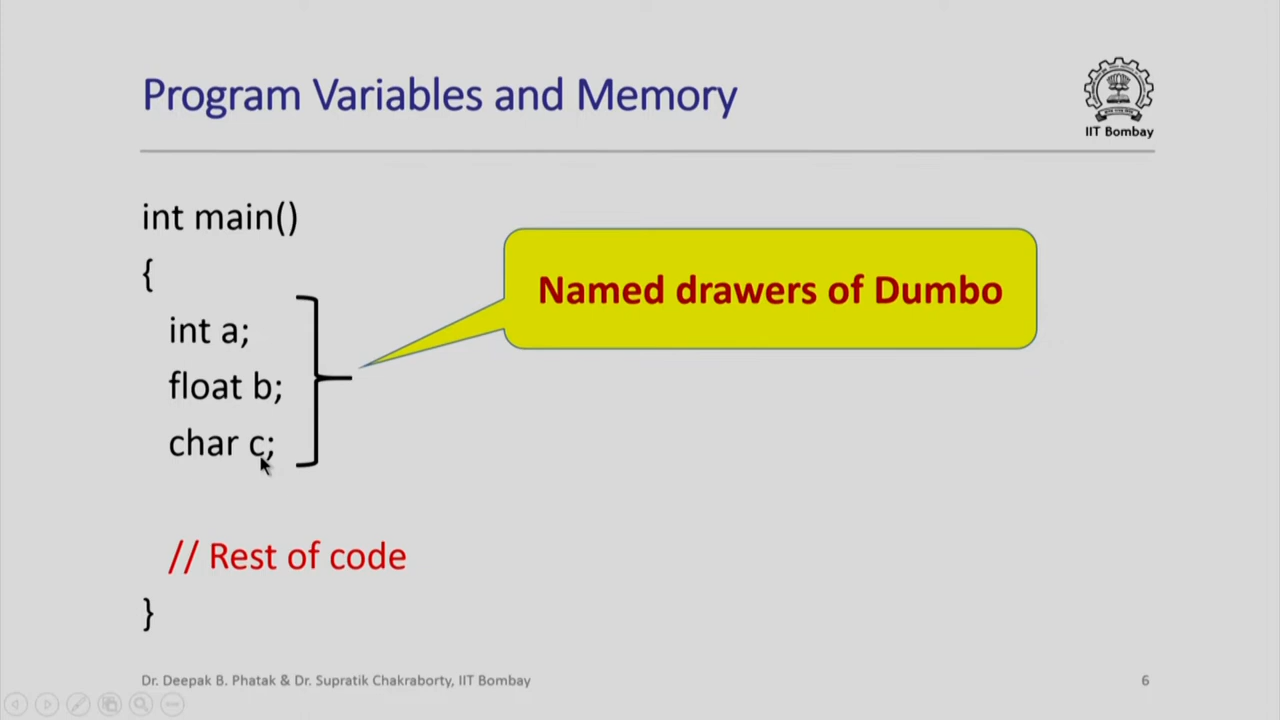 Program Variables and Memory
IIT Bombay
int main()
{
int a;
float b;
char c;
Named drawers of Dumbo
// Rest of code
}
Dr. Deepak B. Phatak & Dr. Supratik Chakraborty, IIT Bombay
6